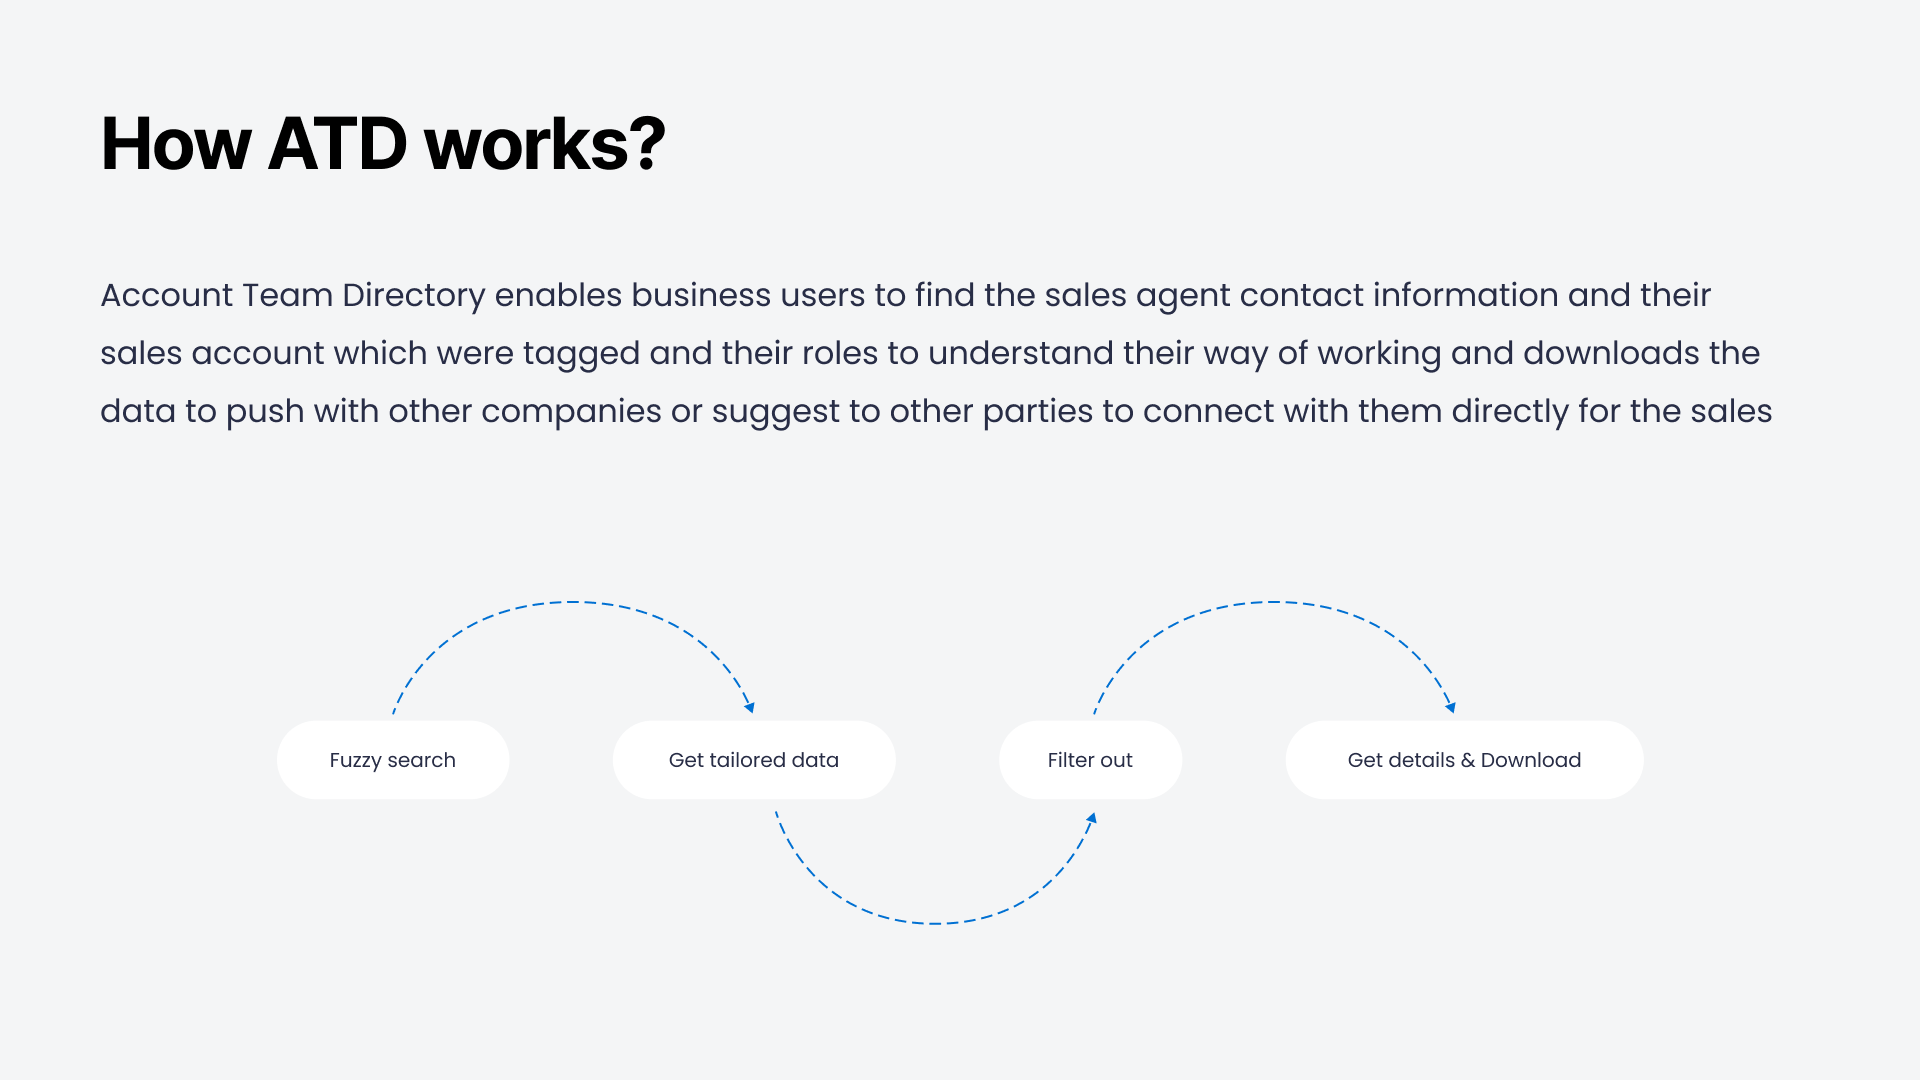 How ATD works?
Account Team Directory enables business users to find the sales agent contact information and their
sales account which were tagged and their roles to understand their way of working and downloads the
data to push with other companies or suggest to other parties to connect with them directly for the sales
Fuzzy search
Get tailored data
Filter out
Get details & Download